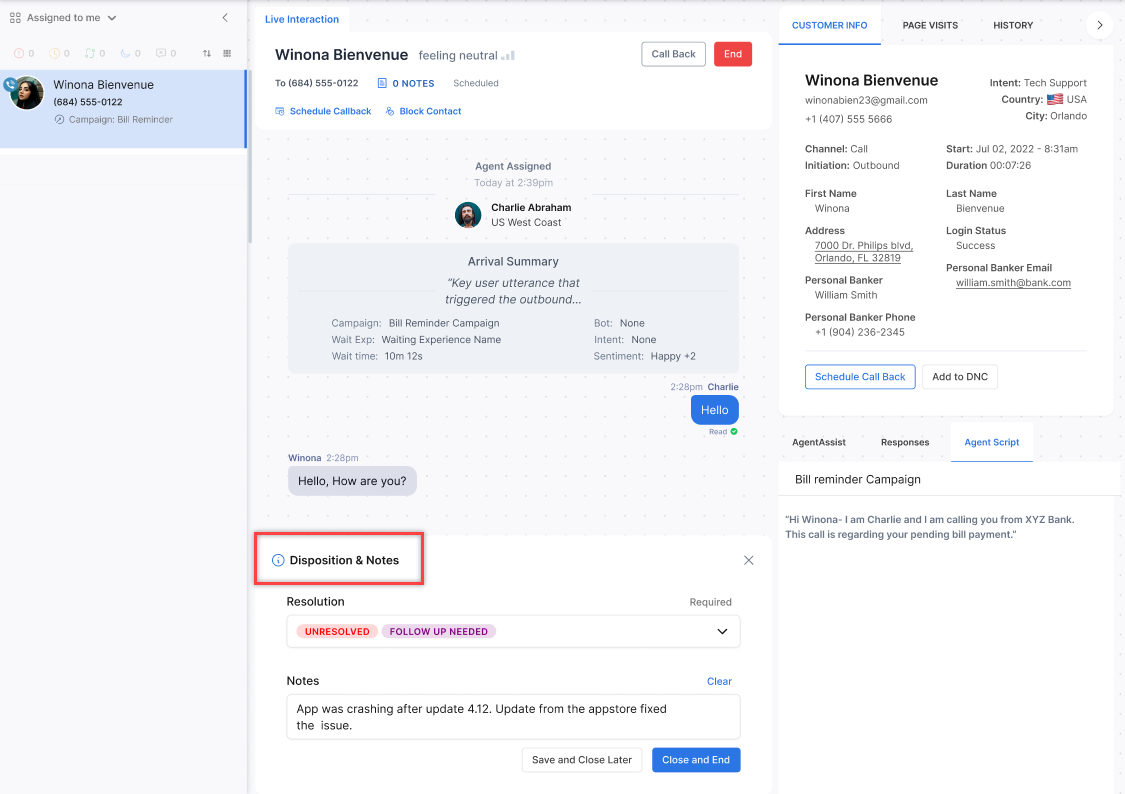 Assigned to me
0 0 0 0 0
Winona Bienvenue
(684) 555-0122
Campaign: Bill Reminder
Live Interaction
Winona Bienvenue feeling neutral
Call Back End
To (684) 555-0122 0 NOTES Scheduled
Schedule Callback Block Contact
Agent Assigned
Today at 2:39pm
Charlie Abraham
US West Coast
Arrival Summary
"Key user utterance that
triggered the outbound...
Campaign: Bill Reminder Campaign Bot: None
Wait Exp: Waiting Experience Name Intent: None
Wait time: 10m 12s Sentiment: Happy +2
2:28pm Charlie
Hello
Read
Winona 2:28pm
Hello, How are you?
Disposition & Notes
Resolution Required
UNRESOLVED FOLLOW UP NEEDED
Notes Clear
App was crashing after update 4.12. Update from the appstore fixed
the issue.
Save and Close Later Close and End
CUSTOMER INFO PAGE VISITS HISTORY
Winona Bienvenue
winonabien23@gmail.com
+1 (407) 555 5666
Intent: Tech Support
Country: USA
City: Orlando
Channel: Call Start: Jul 02, 2022 - 8:31am
Initiation: Outbound Duration 00:07:26
First Name Last Name
Winona Bienvenue
Address Login Status
7000 Dr. Philips blvd, Success
Orlando, FL 32819
Personal Banker Personal Banker Email
William Smith william.smith@bank.com
Personal Banker Phone
+1 (904) 236-2345
Schedule Call Back Add to DNC
AgentAssist Responses Agent Script
Bill reminder Campaign
"Hi Winona- I am Charlie and I am calling you from XYZ Bank.
This call is regarding your pending bill payment."